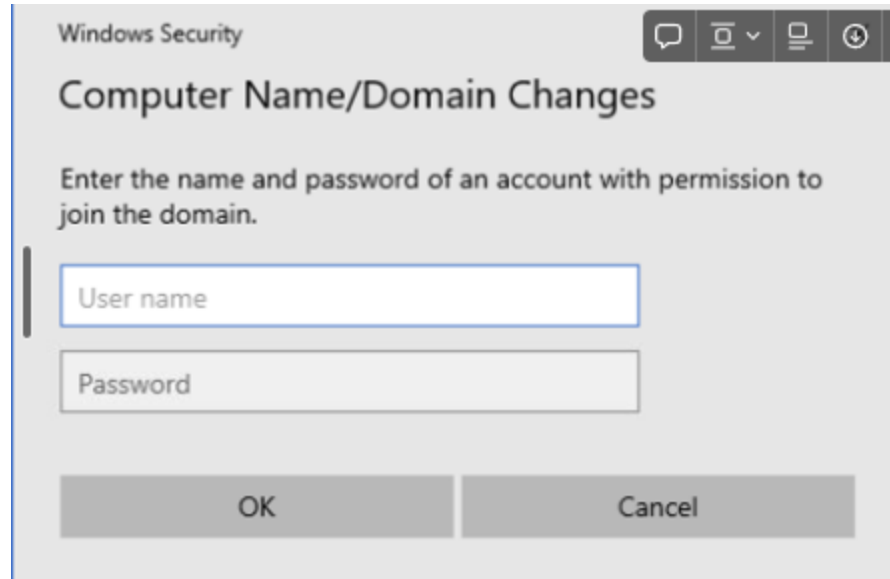 Windows Security
Computer Name/Domain Changes
Enter the name and password of an account with permission to
join the domain.
User name
Password
OK
Cancel